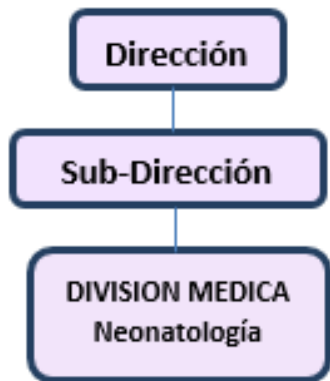 Dirección
Sub-Dirección
DIVISION MEDICA
Neonatología